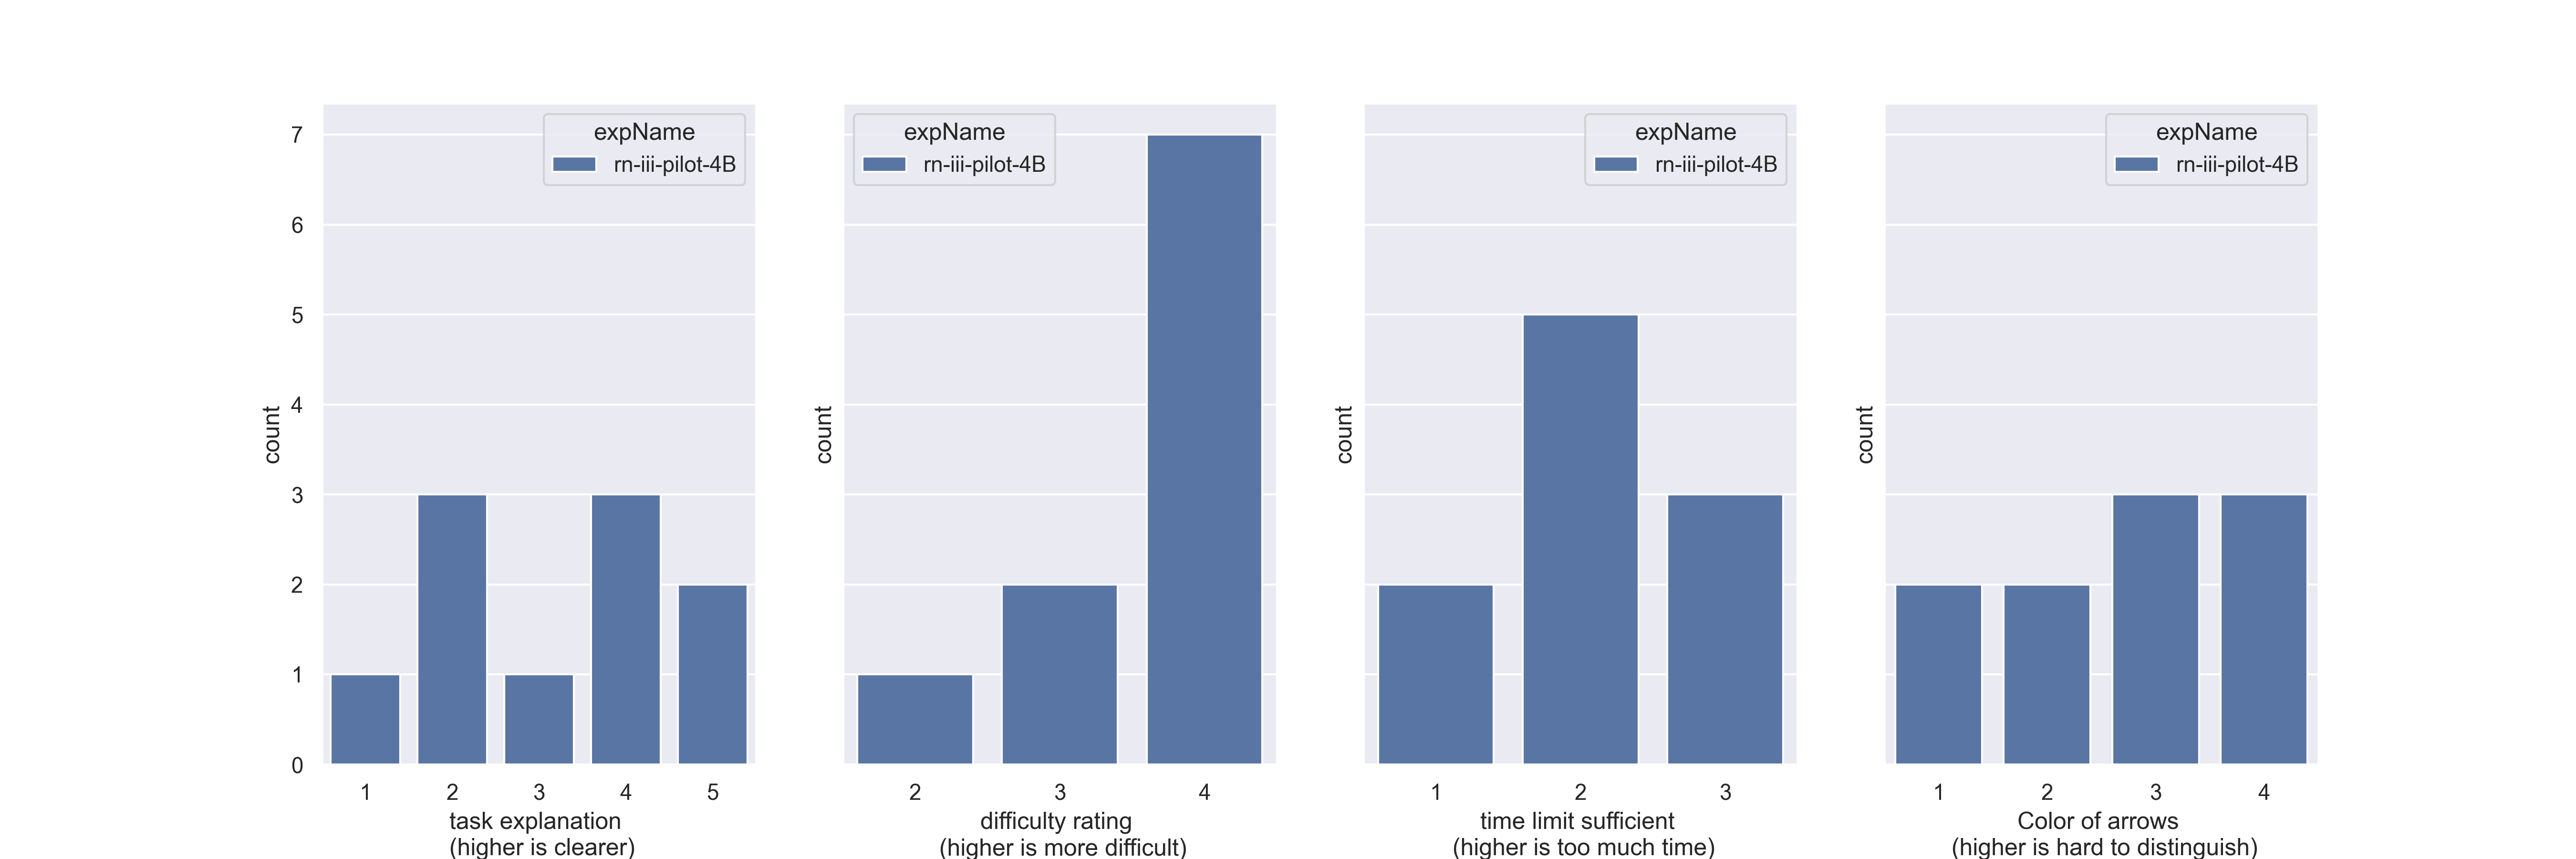 expName
rn-iii-pilot-4B
7
6
5
4
3
2
1
0
count
1 2 3 4 5
task explanation
(higher is clearer)
expName
rn-iii-pilot-4B
count
2 3 4
difficulty rating
(higher is more difficult)
expName
rn-iii-pilot-4B
count
1 2 3
time limit sufficient
(higher is too much time)
expName
rn-iii-pilot-4B
count
1 2 3 4
Color of arrows
(higher is hard to distinguish)